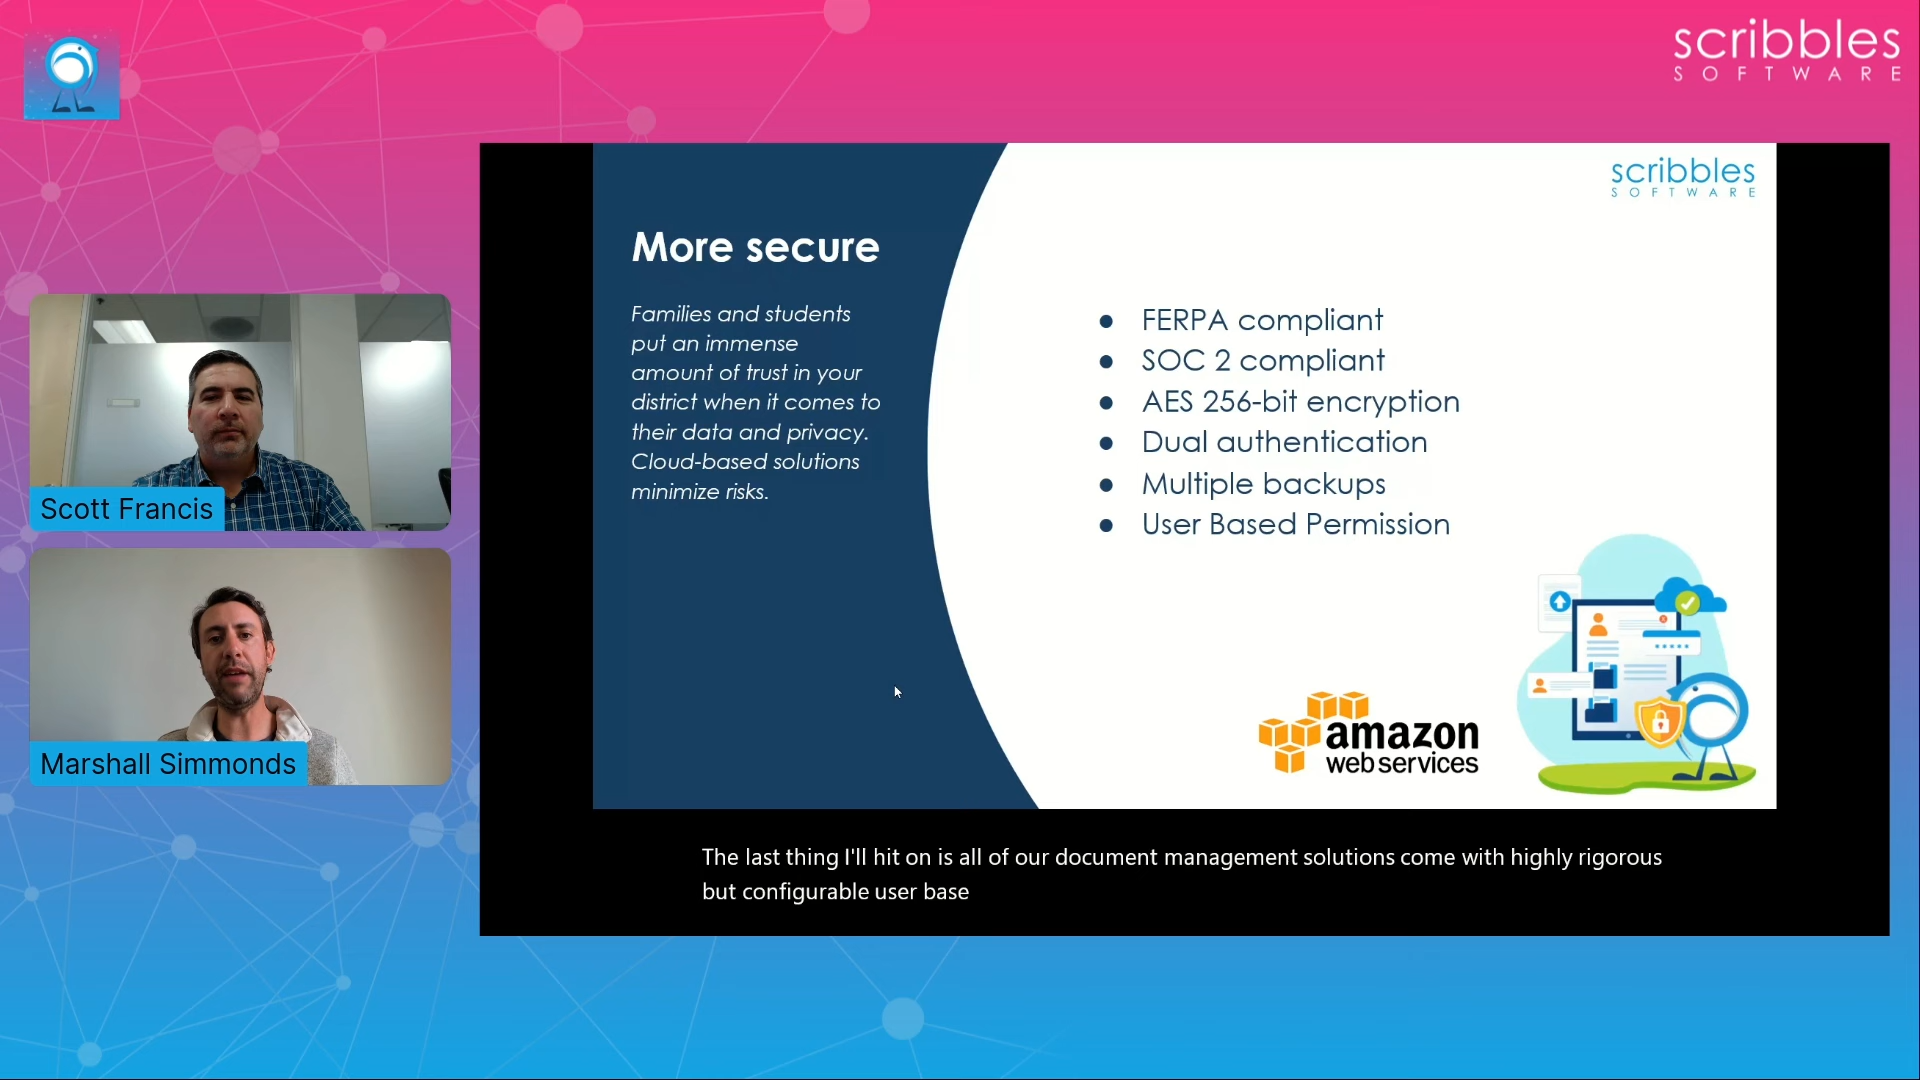 scribbles
SOFTWARE
scribbles
SOFTWARE
More secure
Families and students
put an immense
amount of trust in your
district when it comes to
their data and privacy.
Cloud-based solutions
minimize risks.
● FERPA compliant
● SOC 2 compliant
● AES 256-bit encryption
● Dual authentication
● Multiple backups
● User Based Permission
amazon
web services
Scott Francis
Marshall Simmonds
The last thing I'll hit on is all of our document management solutions come with highly rigorous
but configurable user base